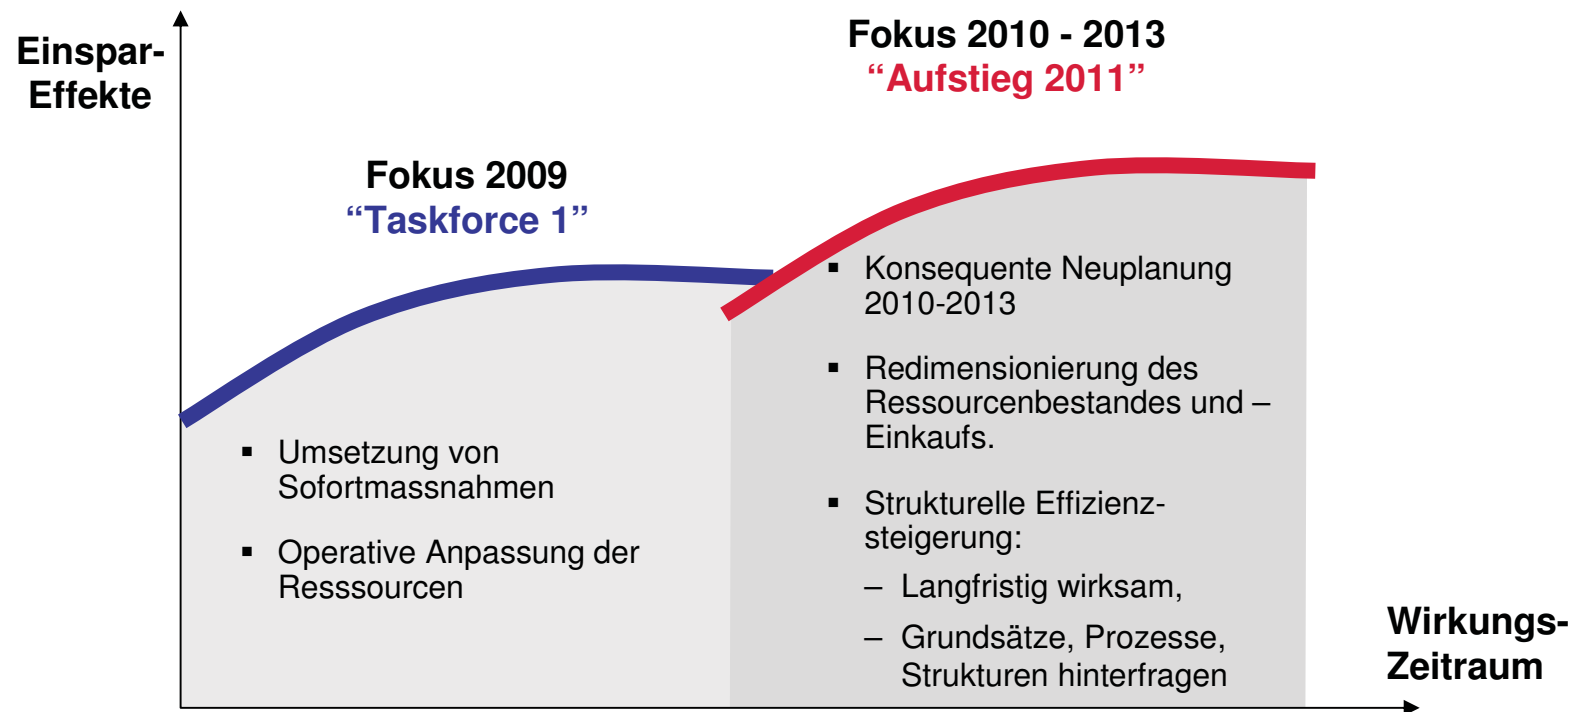 Einspar-
Effekte
Fokus 2009
“Taskforce 1”
▪ Umsetzung von
Sofortmassnahmen
▪ Operative Anpassung der
Resssourcen
Fokus 2010 - 2013
“Aufstieg 2011”
▪ Konsequente Neuplanung
2010-2013
▪ Redimensionierung des
Ressourcenbestandes und –
Einkaufs.
▪ Strukturelle Effizienz-
steigerung:
– Langfristig wirksam,
– Grundsätze, Prozesse,
Strukturen hinterfragen
Wirkungs-
Zeitraum